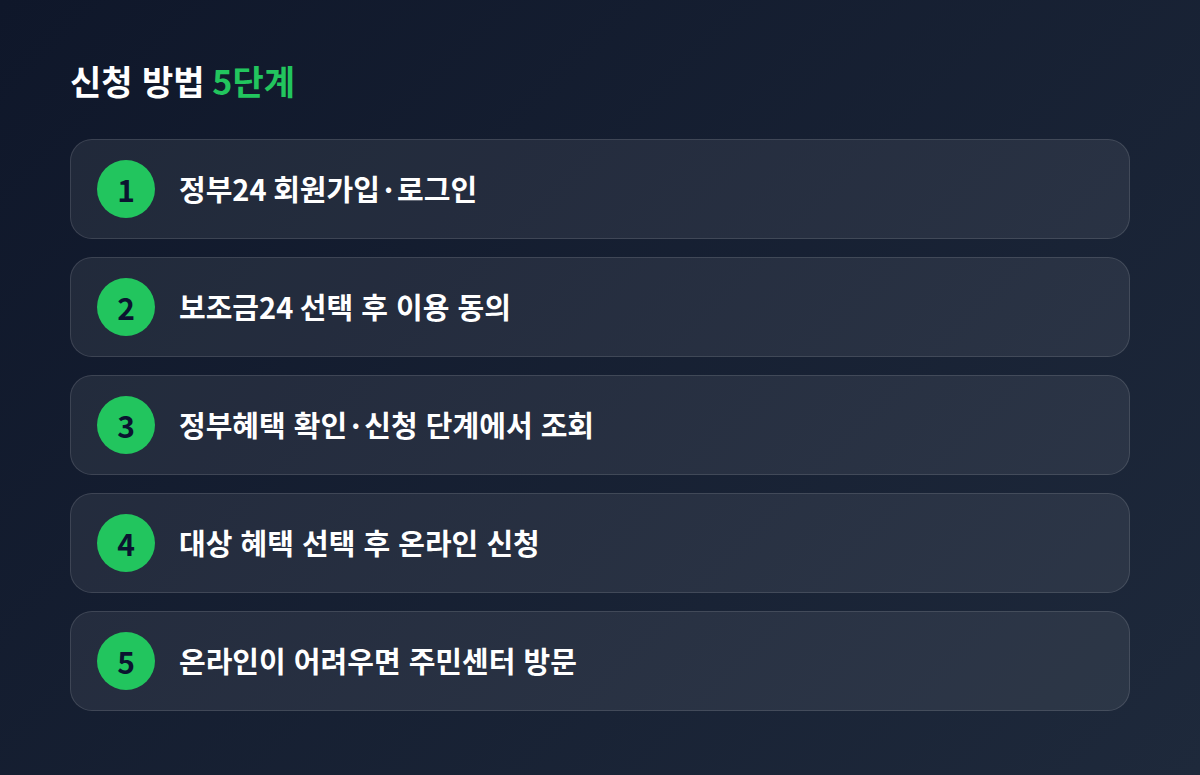 신청 방법 5단계
1 정부24 회원가입·로그인
2 보조금24 선택 후 이용 동의
3 정부혜택 확인·신청 단계에서 조회
4 대상 혜택 선택 후 온라인 신청
5 온라인이 어려우면 주민센터 방문